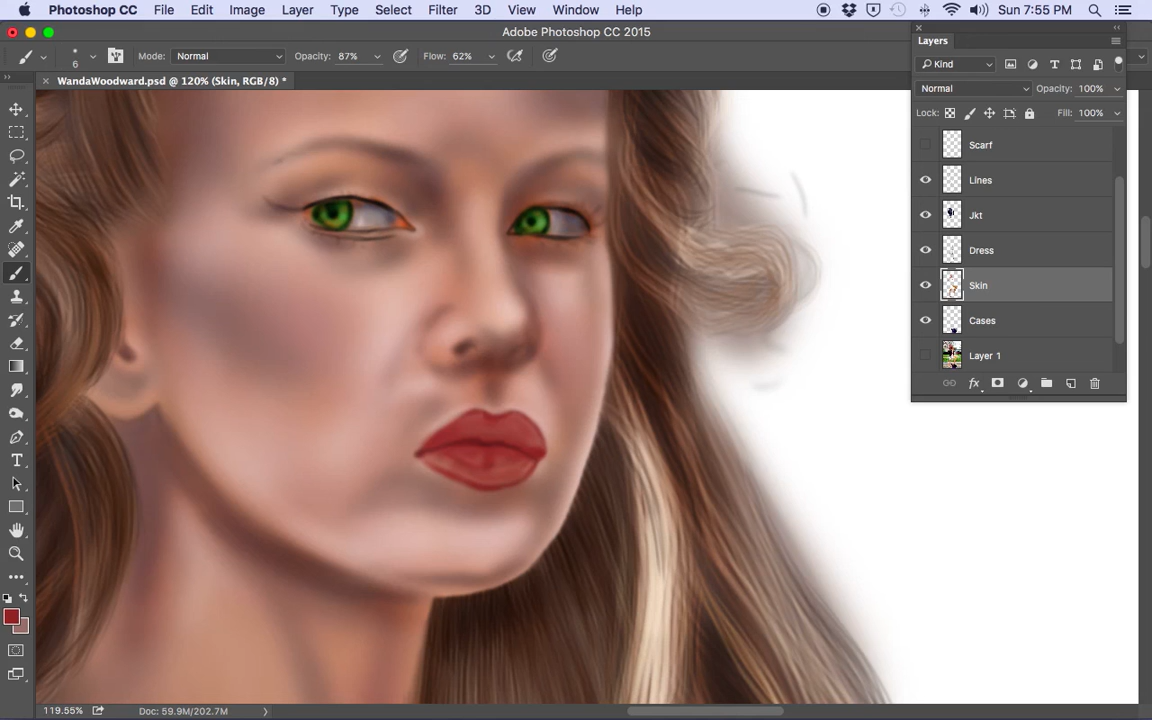 Photoshop CC File Edit Image Layer Type Select Filter 3D View Window Help Sun 7:55 PM
Adobe Photoshop CC 2015
6 Mode: Normal Opacity: 87% Flow: 62%
WandaWoodward.psd @ 120% (Skin, RGB/8) *
Layers
Kind
Normal Opacity: 100%
Lock: Fill: 100%
Scarf
Lines
Jkt
Dress
Skin
Cases
Layer 1
fx
119.55% Doc: 59.9M/202.7M